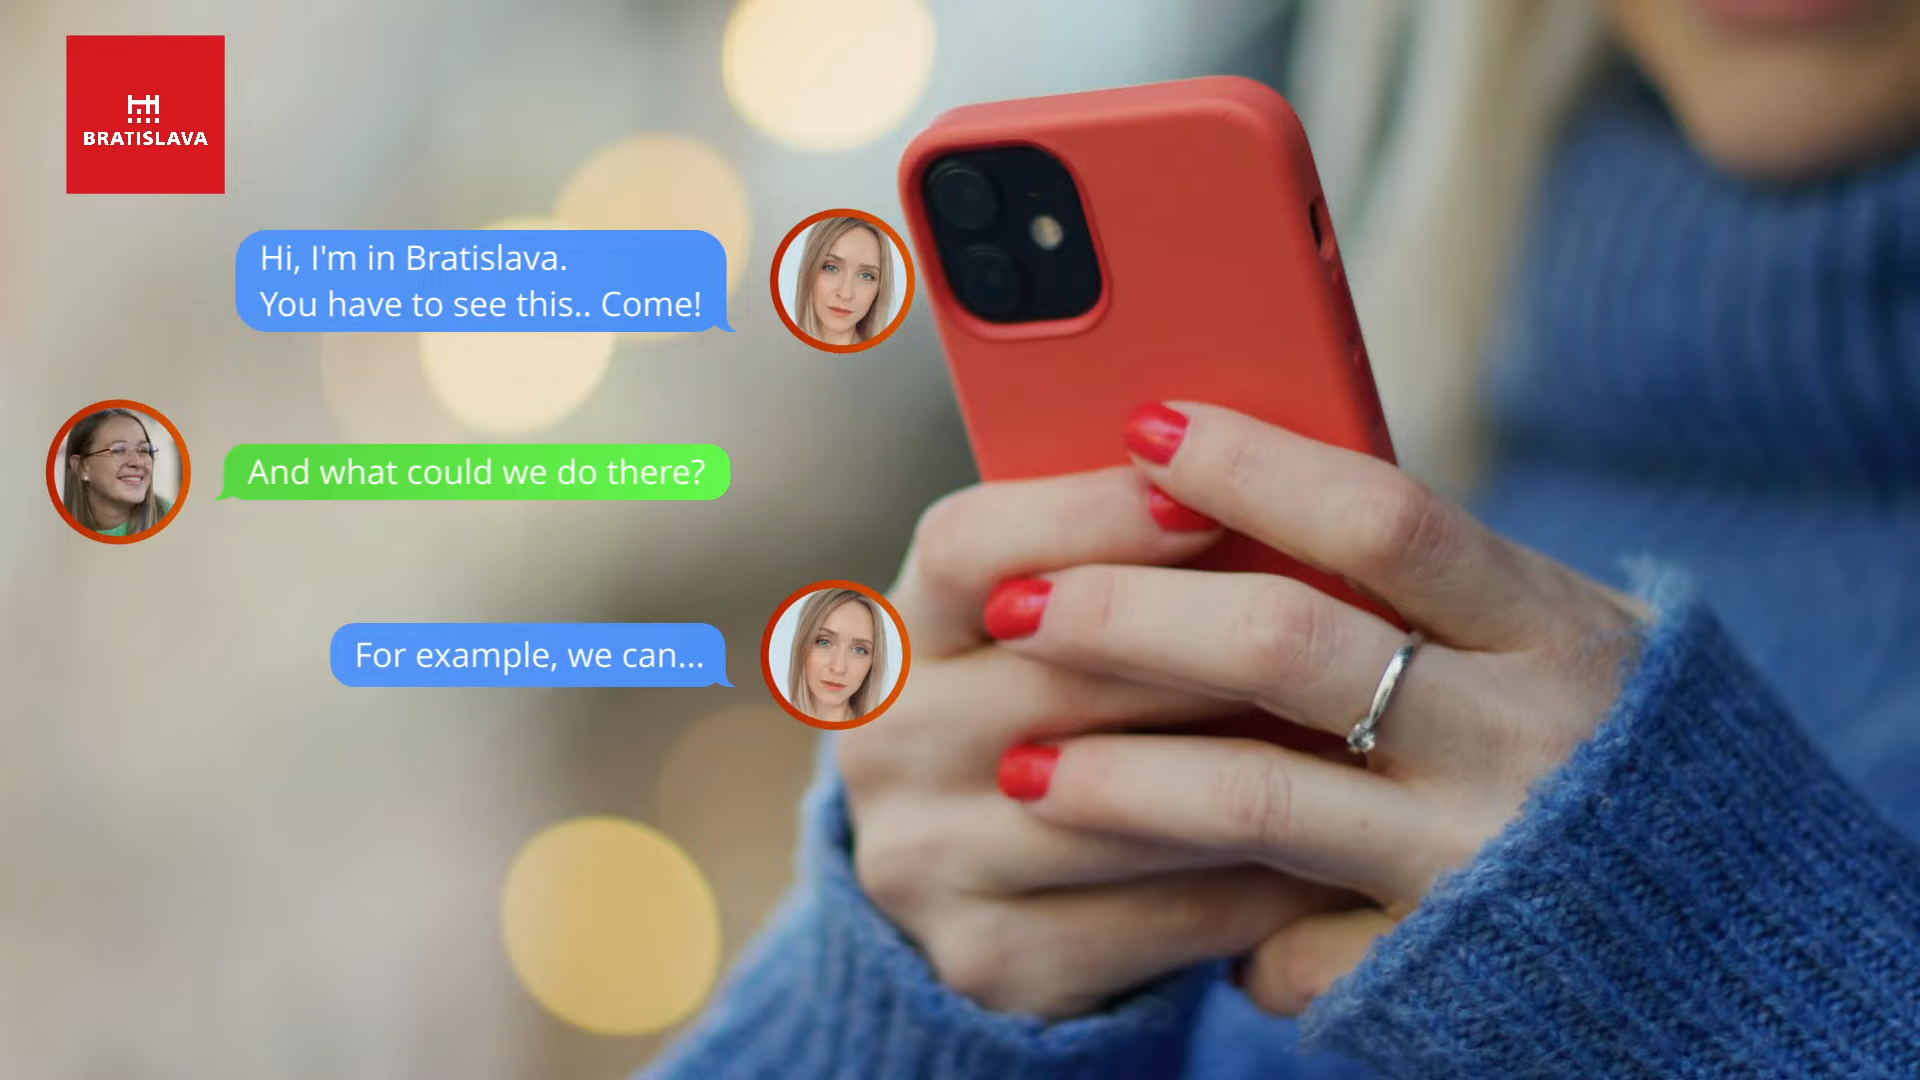 BRATISLAVA
Hi, I'm in Bratislava.
You have to see this.. Come!
And what could we do there?
For example, we can...